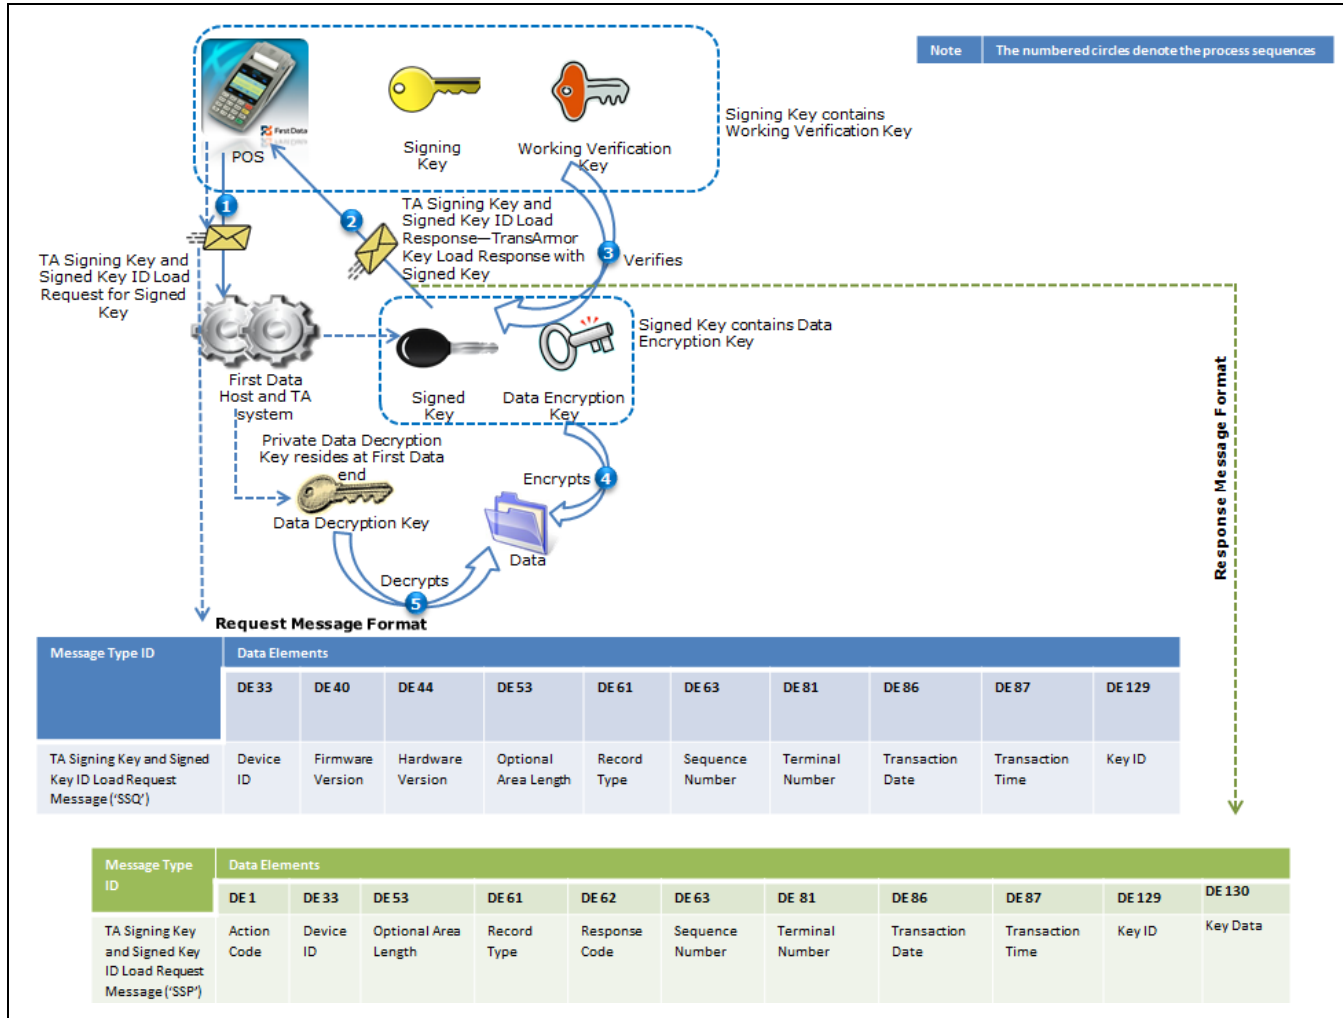 Note
The numbered circles denote the process sequences
First Data
POS
Signing
Key
Working Verification
Key
Signing Key contains
Working Verification Key
1
2
TA Signing Key and
Signed Key ID Load
Response—TransArmor
Key Load Response with
Signed Key
3
Verifies
TA Signing Key and
Signed Key ID Load
Request for Signed
Key
Signed Key contains Data
Encryption Key
First Data
Host and TA
system
Signed
Key
Data Encryption
Key
Private Data Decryption
Key resides at First Data
end
Data Decryption Key
Encrypts
4
Data
Decrypts
5
Response Message Format
Request Message Format
Message Type ID
Data Elements
DE 33
DE 40
DE 44
DE 53
DE 61
DE 63
DE 81
DE 86
DE 87
DE 129
TA Signing Key and Signed
Key ID Load Request
Message ('SSQ')
Device
ID
Firmware
Version
Hardware
Version
Optional
Area Length
Record
Type
Sequence
Number
Terminal
Number
Transaction
Date
Transaction
Time
Key ID
Message Type
ID
Data Elements
DE 1
DE 33
DE 53
DE 61
DE 62
DE 63
DE 81
DE 86
DE 87
DE 129
DE 130
TA Signing Key
and Signed Key
ID Load Request
Message ('SSP')
Action
Code
Device
ID
Optional Area
Length
Record
Type
Response
Code
Sequence
Number
Terminal
Number
Transaction
Date
Transaction
Time
Key ID
Key Data